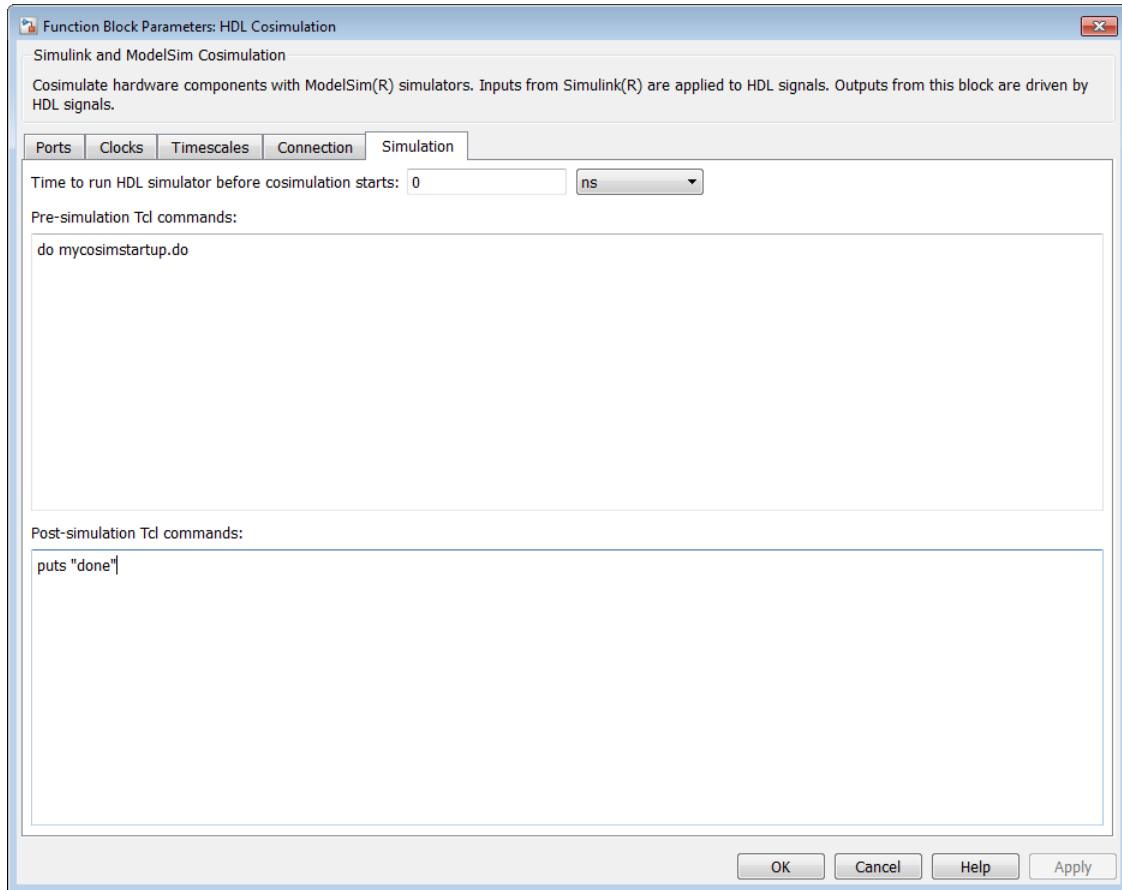 Function Block Parameters: HDL Cosimulation
Simulink and ModelSim Cosimulation
Cosimulate hardware components with ModelSim(R) simulators. Inputs from Simulink(R) are applied to HDL signals. Outputs from this block are driven by
HDL signals.
Ports Clocks Timescales Connection Simulation
Time to run HDL simulator before cosimulation starts: 0 ns
Pre-simulation Tcl commands:
do mycosimstartup.do
Post-simulation Tcl commands:
puts "done"
OK Cancel Help Apply